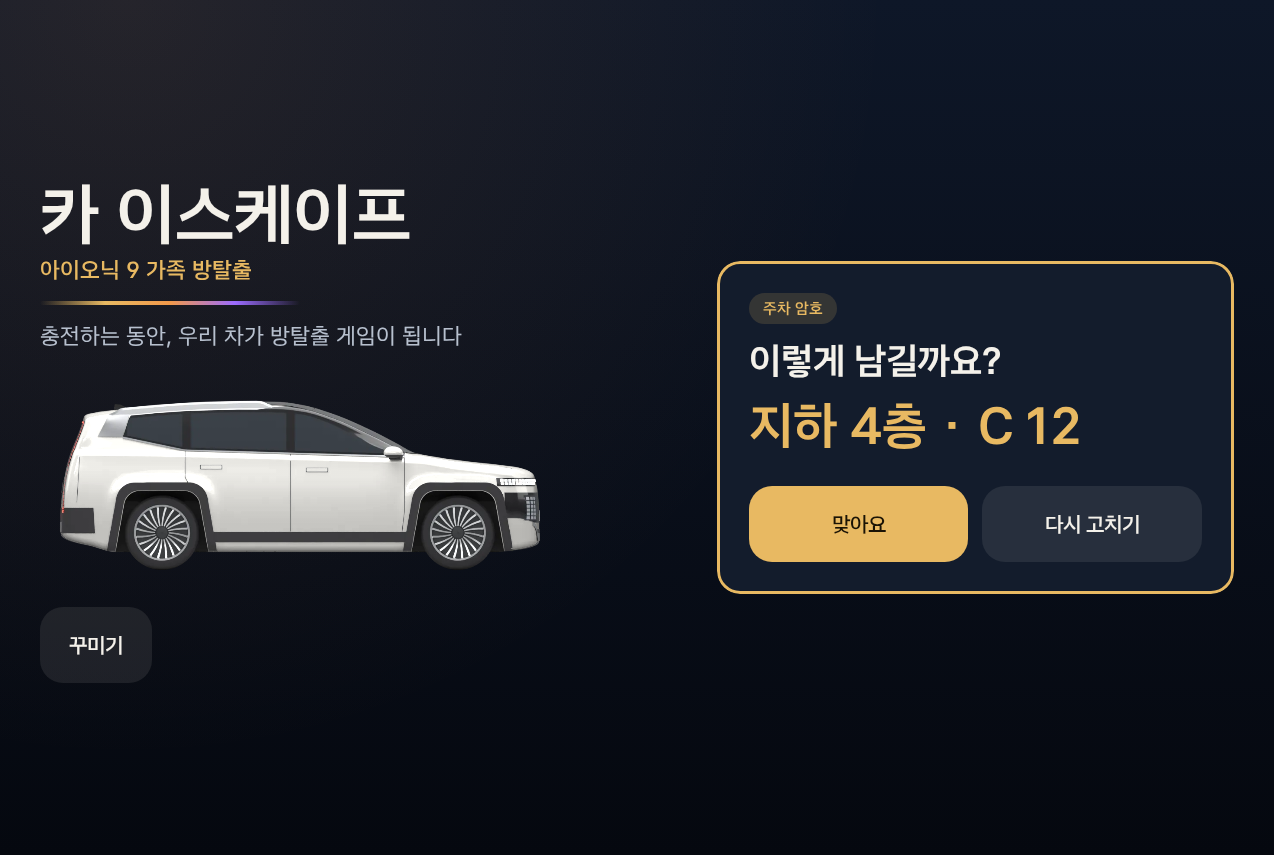 카 이스케이프
아이오닉 9 가족 방탈출
충전하는 동안, 우리 차가 방탈출 게임이 됩니다
꾸미기
주차 암호
이렇게 남길까요?
지하 4층 · C 12
맞아요
다시 고치기